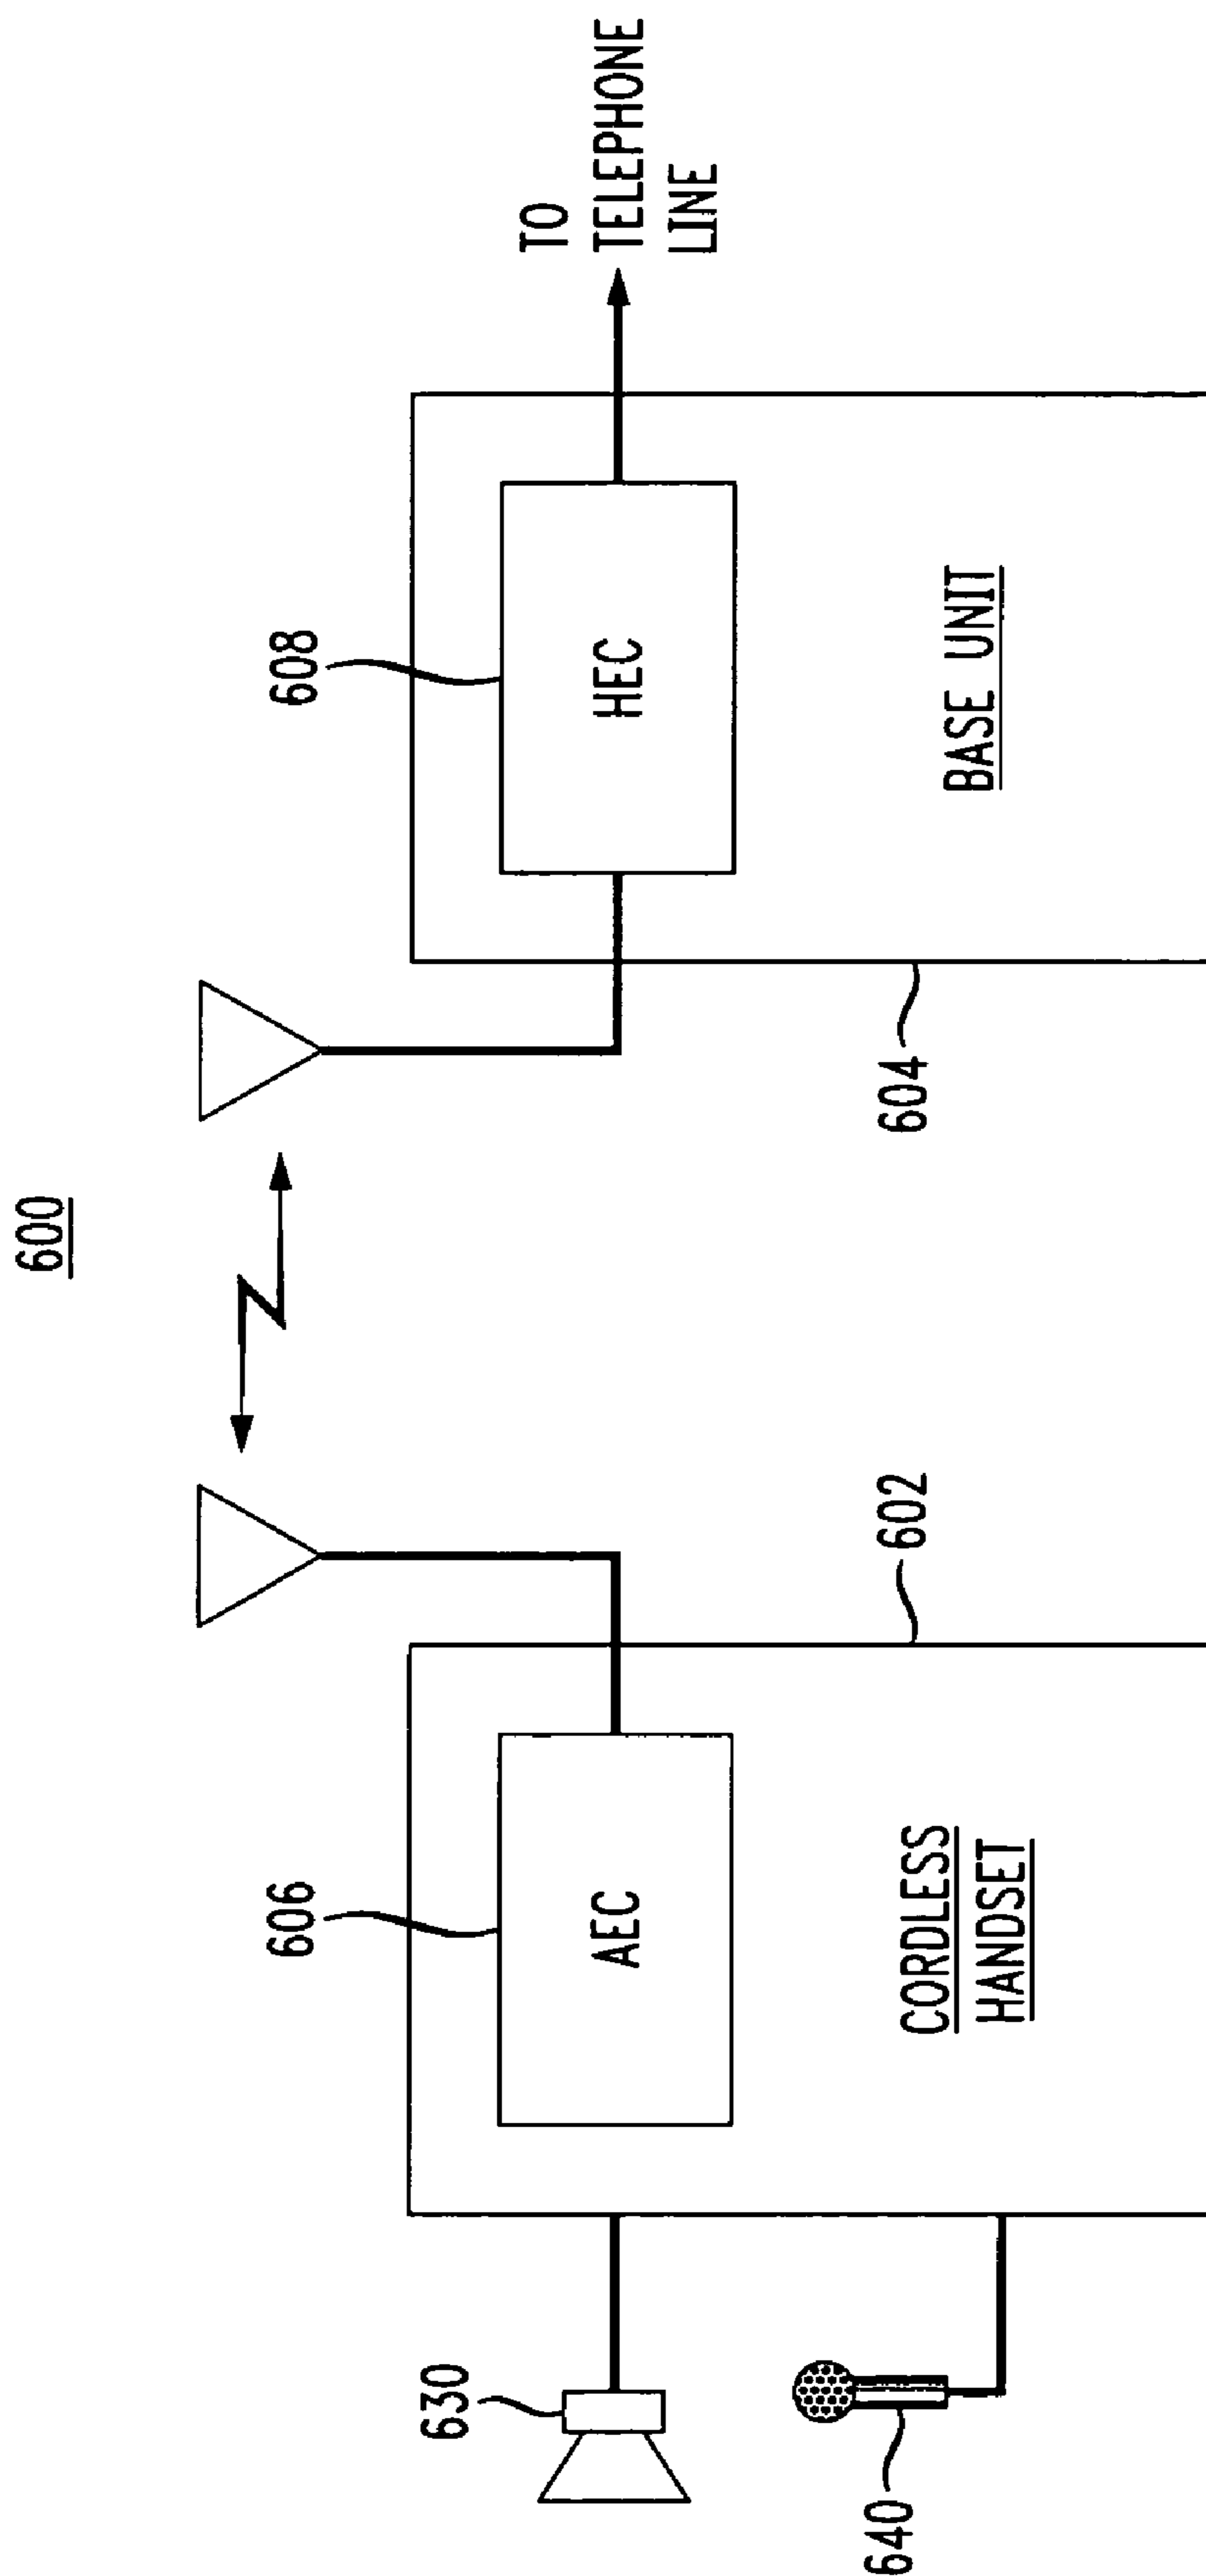 600
606
AEC
CORDLESS
HANDSET
602
630
640
608
HEC
BASE UNIT
604
TO
TELEPHONE
LINE